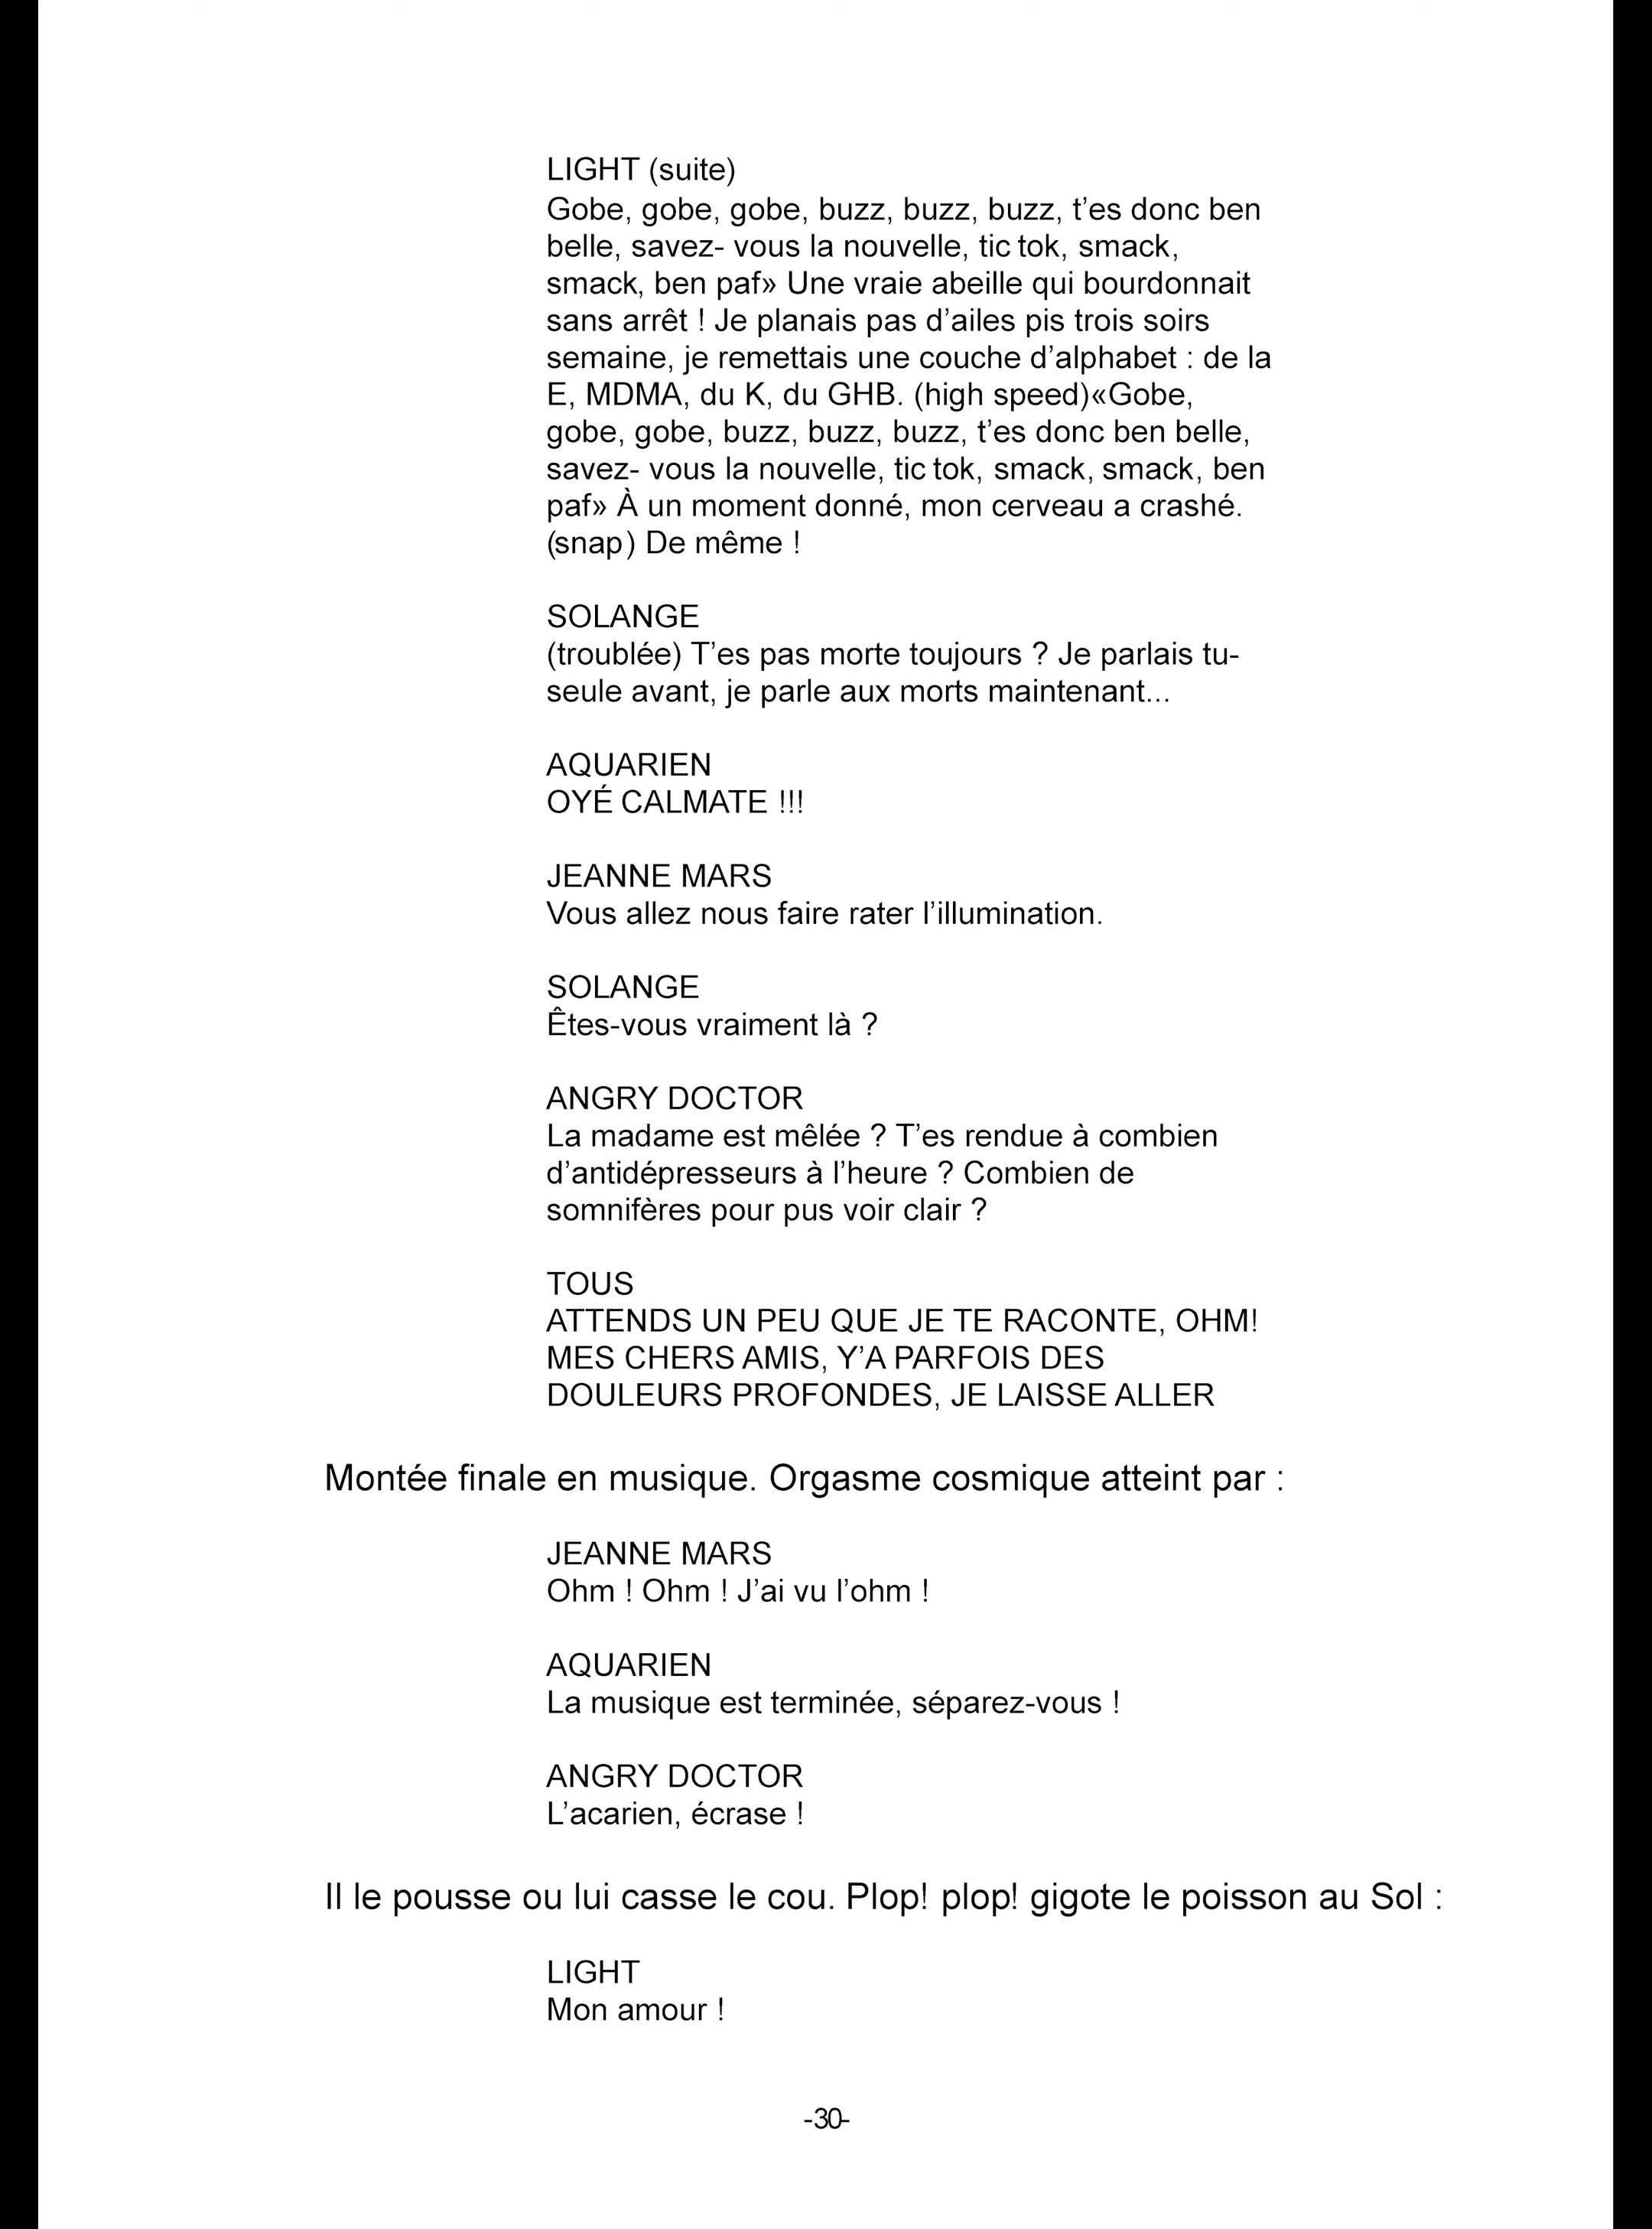 LIGHT (suite)
Gobe, gobe, gobe, buzz, buzz, buzz, t’es donc ben
belle, savez- vous la nouvelle, tic tok, smack,
smack, ben paf» Une vraie abeille qui bourdonnait
sans arrêt ! Je planais pas d’ailes pis trois soirs
semaine, je remettais une couche d’alphabet : de la
E, MDMA, du K, du GHB. (high speed)«Gobe,
gobe, gobe, buzz, buzz, buzz, t’es donc ben belle,
savez- vous la nouvelle, tic tok, smack, smack, ben
paf» À un moment donné, mon cerveau a crashé.
(snap) De même !
SOLANGE
(troublée) T’es pas morte toujours ? Je parlais tu-
seule avant, je parle aux morts maintenant...
AQUARIEN
OYÉ CALMATE !!!
JEANNE MARS
Vous allez nous faire rater l’illumination.
SOLANGE
Êtes-vous vraiment là ?
ANGRY DOCTOR
La madame est mêlée ? T’es rendue à combien
d’antidépresseurs à l’heure ? Combien de
somnifères pour pus voir clair ?
TOUS
ATTENDS UN PEU QUE JE TE RACONTE, OHM!
MES CHERS AMIS, Y’A PARFOIS DES
DOULEURS PROFONDES, JE LAISSE ALLER
Montée finale en musique. Orgasme cosmique atteint par :
JEANNE MARS
Ohm ! Ohm ! J’ai vu l’ohm !
AQUARIEN
La musique est terminée, séparez-vous !
ANGRY DOCTOR
L’acarien, écrase !
Il le pousse ou lui casse le cou. Plop! plop! gigote le poisson au Sol :
LIGHT
Mon amour !
-30-